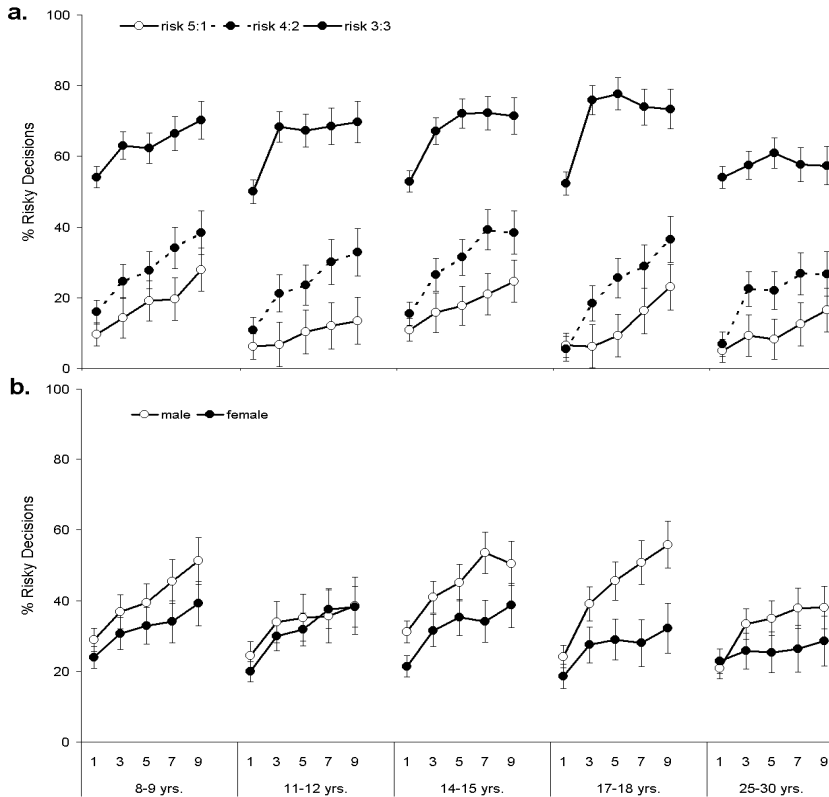 a.
risk 5:1 risk 4:2 risk 3:3
100
80
60
40
20
0
% Risky Decisions
b.
male female
100
80
60
40
20
0
% Risky Decisions
1 3 5 7 9 1 3 5 7 9 1 3 5 7 9 1 3 5 7 9 1 3 5 7 9
8-9 yrs. 11-12 yrs. 14-15 yrs. 17-18 yrs. 25-30 yrs.